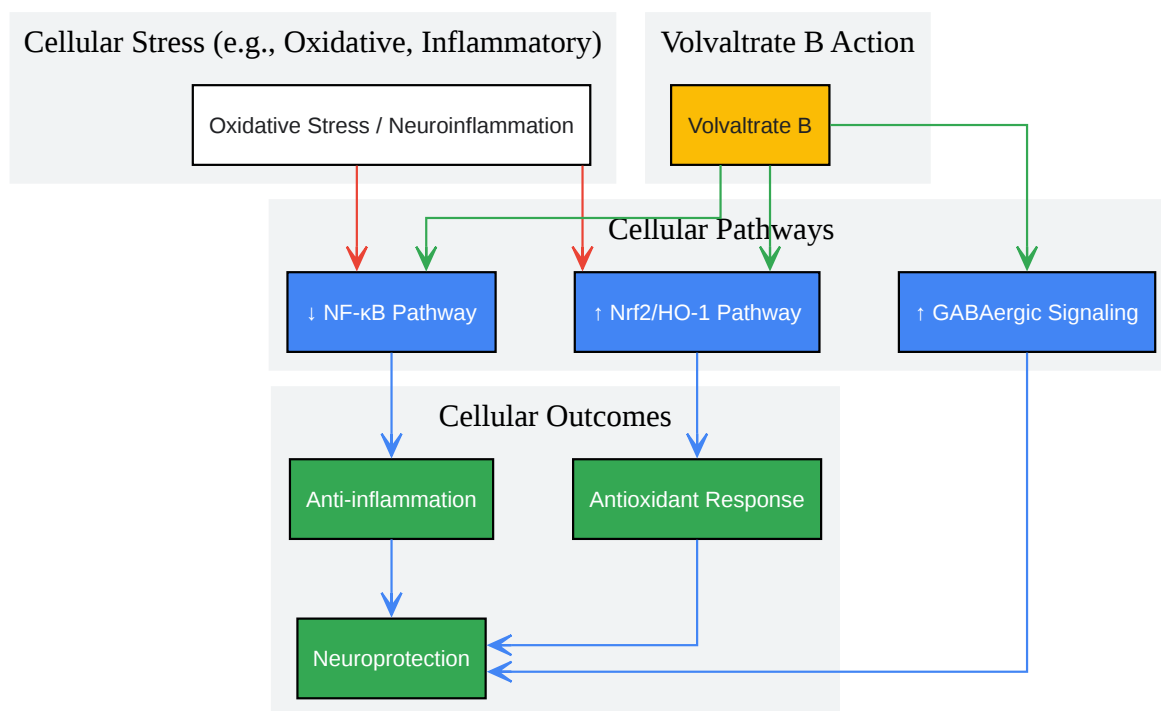 Cellular Stress (e.g., Oxidative, Inflammatory)
Volvaltrate B Action
Oxidative Stress / Neuroinflammation
Volvaltrate B
Cellular Pathways
↓ NF-κB Pathway
↑ Nrf2/HO-1 Pathway
↑ GABAergic Signaling
Cellular Outcomes
Anti-inflammation
Antioxidant Response
Neuroprotection